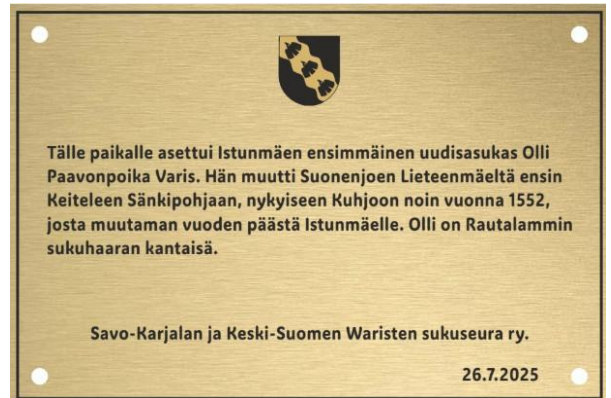 Tälle paikalle asettui Istunmäen ensimmäinen uudisasukas Olli
Paavonpoika Varis. Hän muutti Suonenjoen Lieteenmäeltä ensin
Keiteleen Sänkipohjaan, nykyiseen Kuhjoon noin vuonna 1552,
josta muutaman vuoden päästä Istunmäelle. Olli on Rautalammin
sukuhaaran kantaisä.
Savo-Karjalan ja Keski-Suomen Waristen sukuseura ry.
26.7.2025